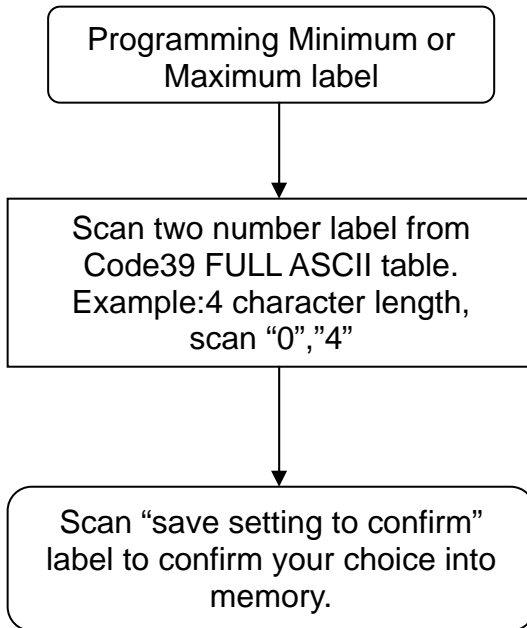 Programming Minimum or
Maximum label
Scan two number label from
Code39 FULL ASCII table.
Example:4 character length,
scan “0”,”4”
Scan “save setting to confirm”
label to confirm your choice into
memory.